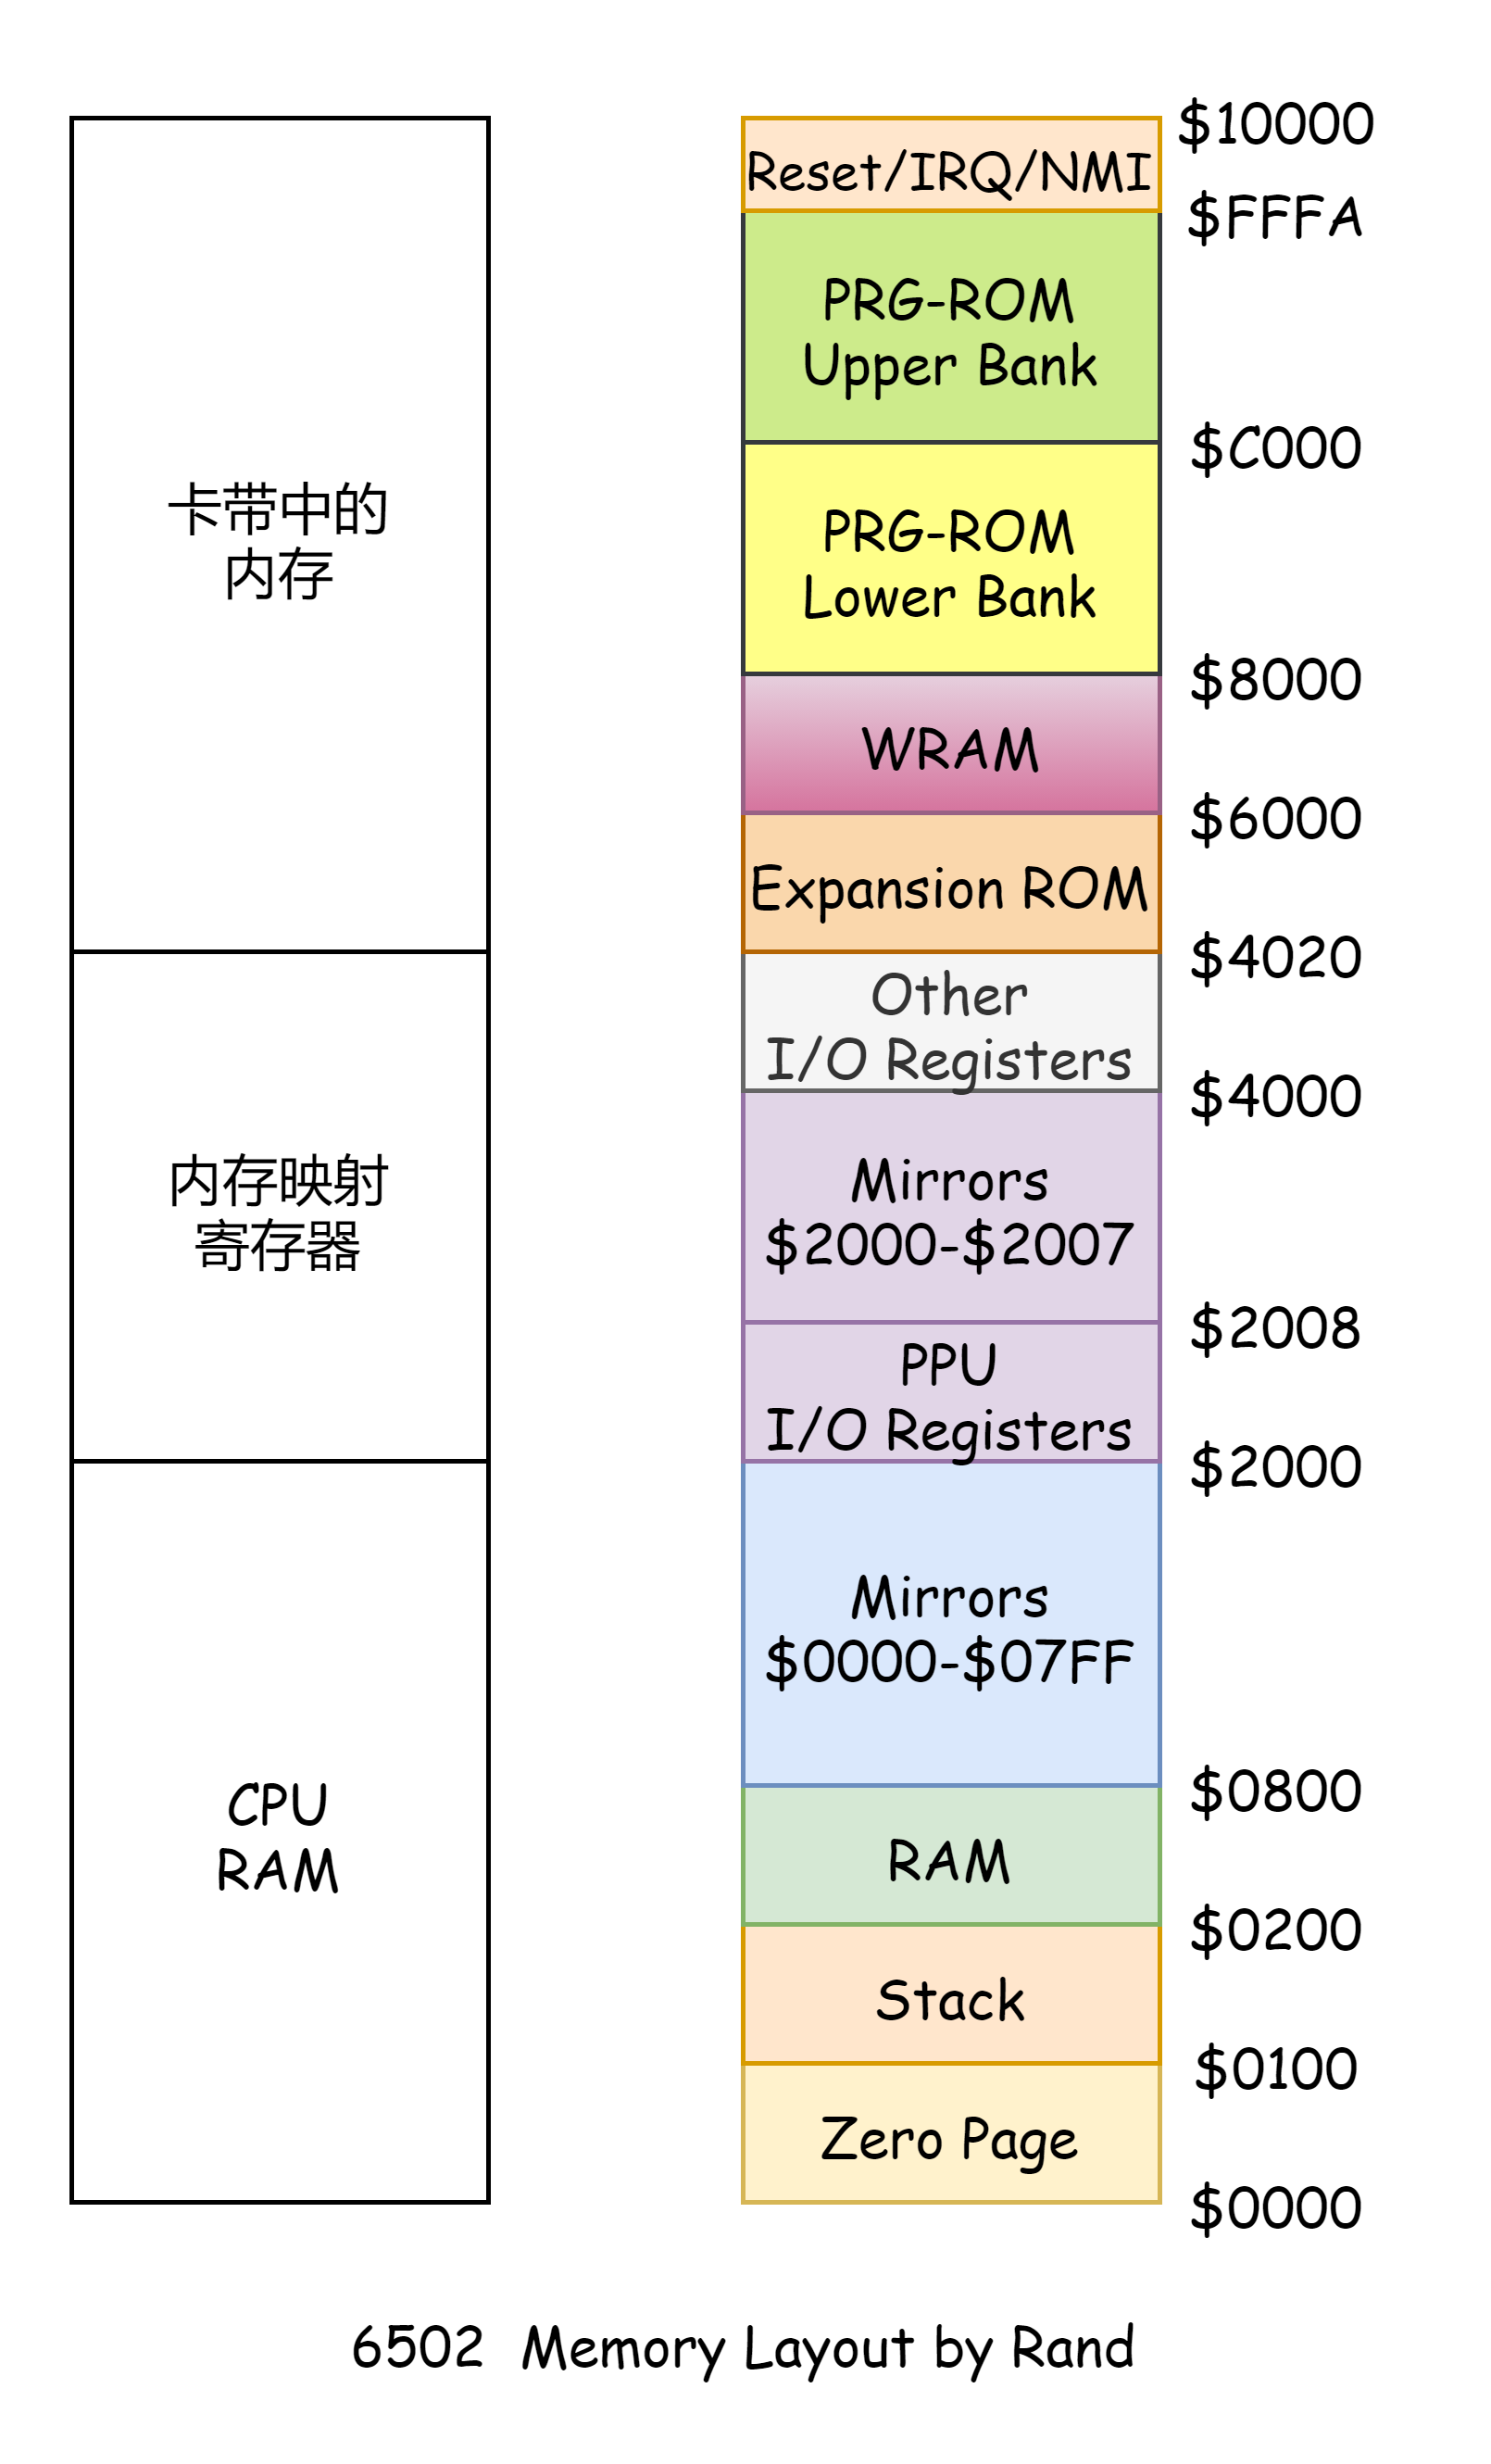 $10000
Reset/IRQ/NMI
$FFFA
PRG-ROM
Upper Bank
$C000
卡带中的
内存
PRG-ROM
Lower Bank
$8000
WRAM
$6000
Expansion ROM
$4020
Other
I/O Registers
$4000
内存映射
寄存器
Mirrors
$2000-$2007
$2008
PPU
I/O Registers
$2000
Mirrors
$0000-$07FF
$0800
CPU
RAM
RAM
$0200
Stack
$0100
Zero Page
$0000
6502 Memory Layout by Rand